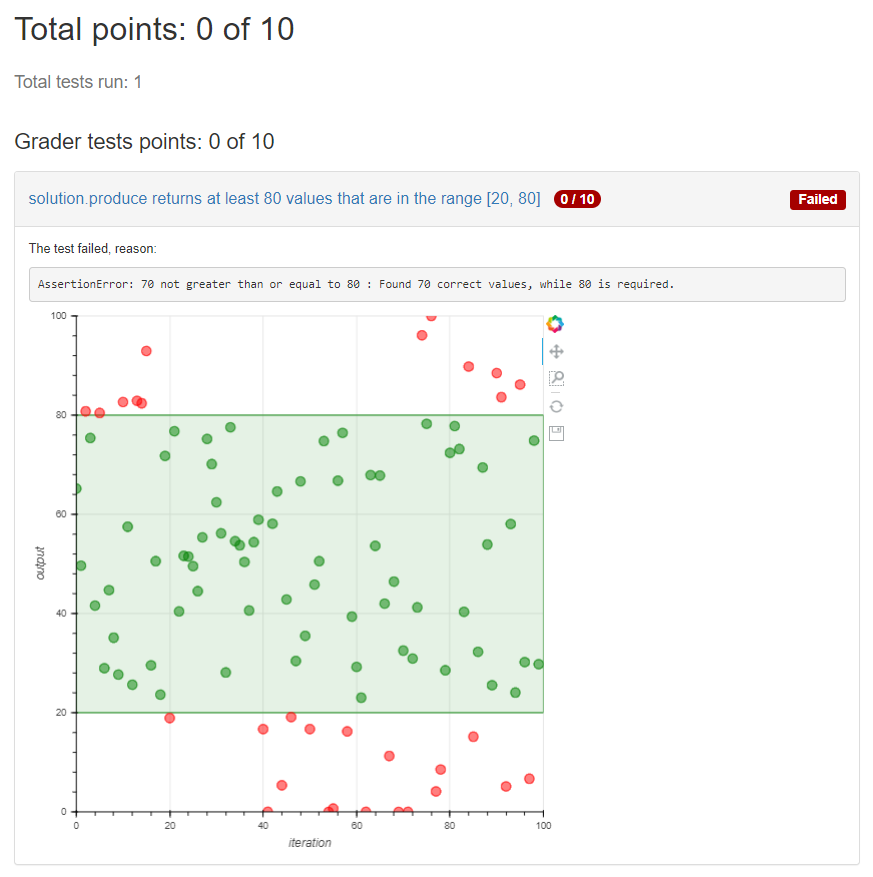 Total points: 0 of 10
Total tests run: 1
Grader tests points: 0 of 10
solution.produce returns at least 80 values that are in the range [20, 80] 0 / 10 Failed
The test failed, reason:
AssertionError: 70 not greater than or equal to 80 : Found 70 correct values, while 80 is required.
100
80
60
40
20
0
output
0 20 40 60 80 100
iteration